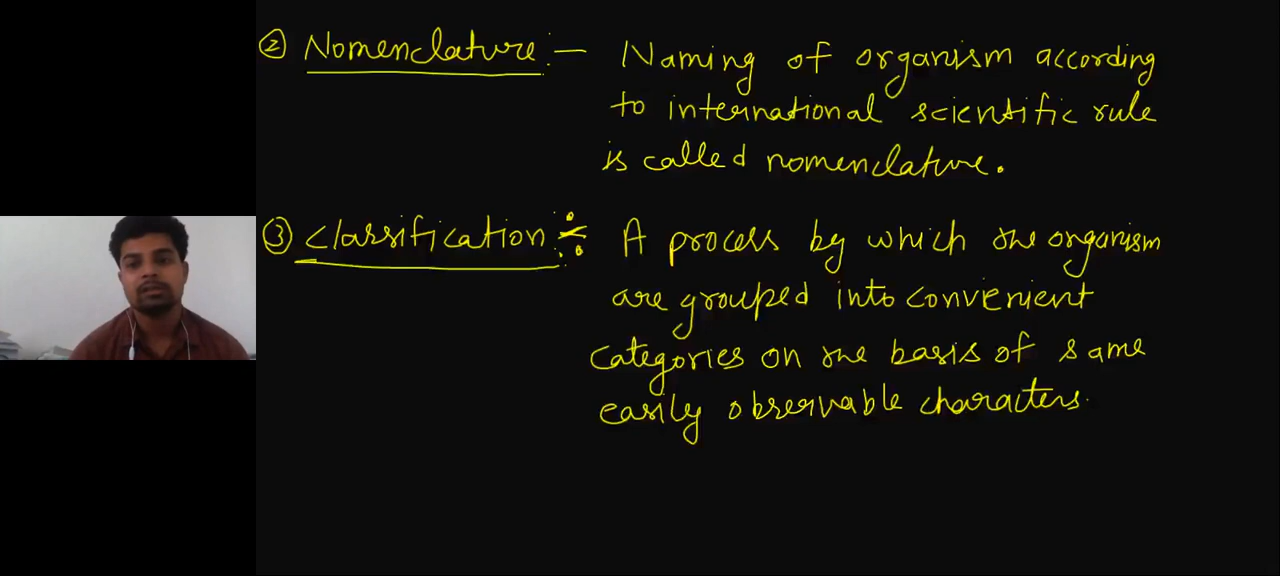 ② Nomenclature :— Naming of organism according
to international scientific rule
is called nomenclature.
③ Classification :— A process by which the organism
are grouped into convenient
categories on the basis of same
easily observable characters.